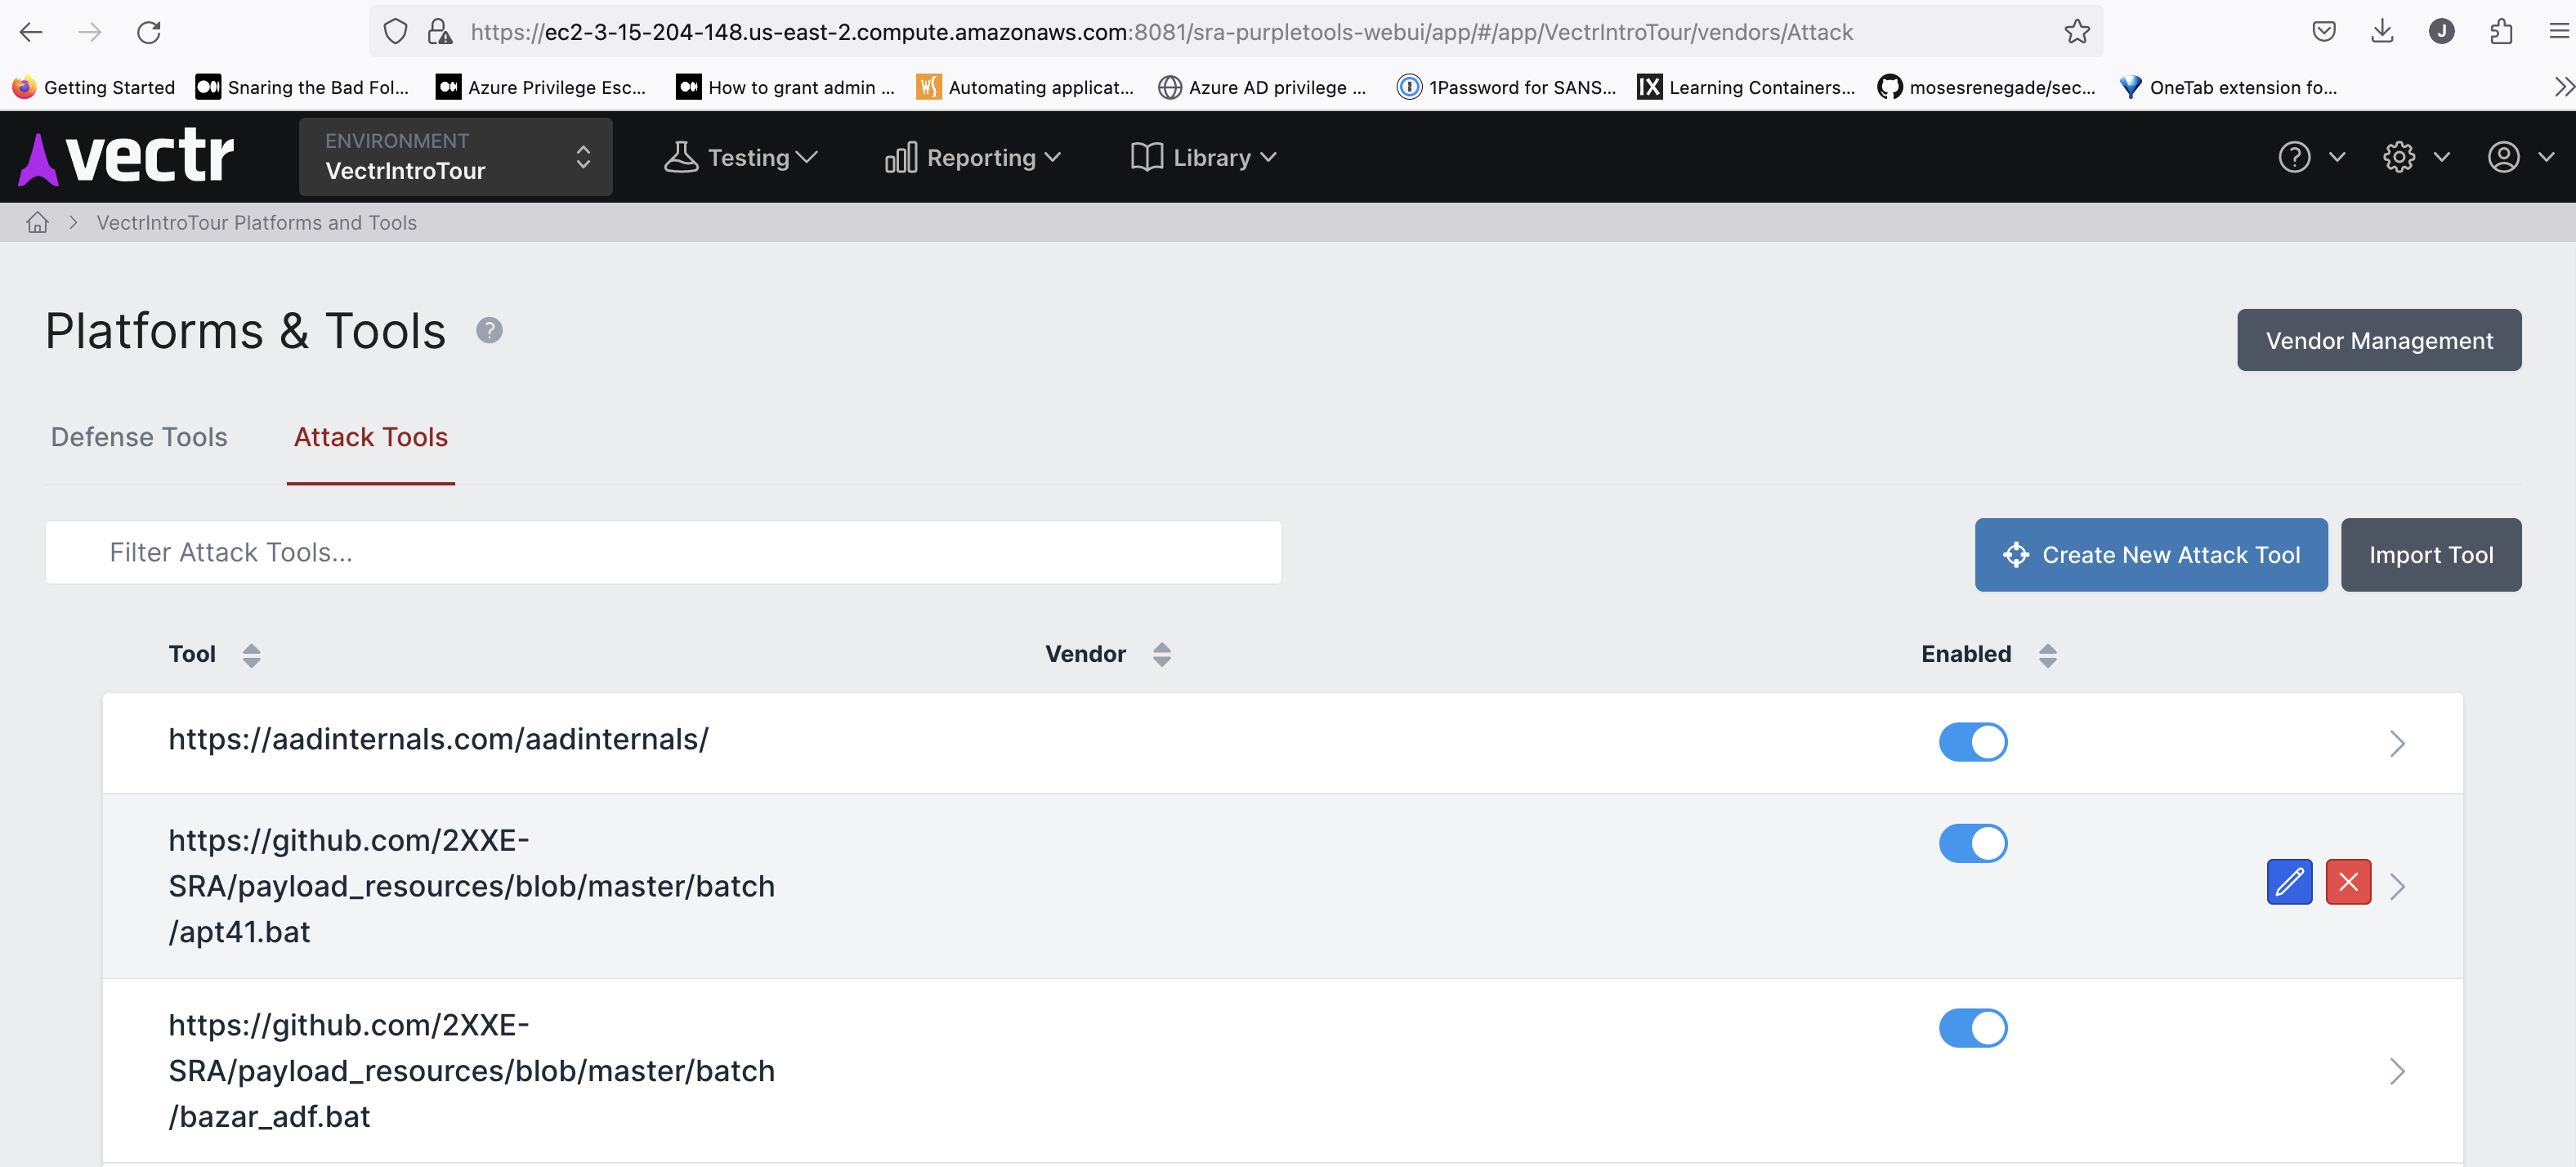 https://ec2-3-15-204-148.us-east-2.compute.amazonaws.com:8081/sra-purpletools-webui/app/#/app/VectrIntroTour/vendors/Attack
J
Getting Started
Snaring the Bad Fol...
Azure Privilege Esc...
How to grant admin ...
Automating applicat...
Azure AD privilege ...
1Password for SANS...
Learning Containers...
mosesrenegade/sec...
OneTab extension fo...
vectr
ENVIRONMENT
VectrIntroTour
Testing
Reporting
Library
VectrIntroTour Platforms and Tools
Platforms & Tools
Vendor Management
Defense Tools
Attack Tools
Filter Attack Tools...
Create New Attack Tool
Import Tool
Tool
Vendor
Enabled
https://aadinternals.com/aadinternals/
https://github.com/2XXE-
SRA/payload_resources/blob/master/batch
/apt41.bat
https://github.com/2XXE-
SRA/payload_resources/blob/master/batch
/bazar_adf.bat